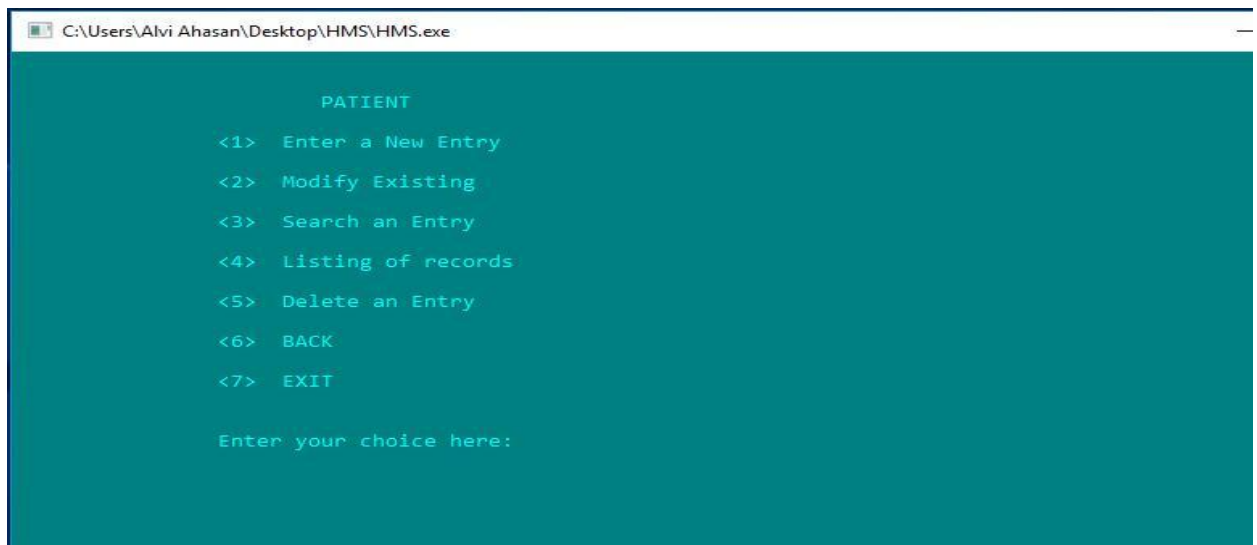 C:\Users\Alvi Ahasan\Desktop\HMS\HMS.exe
PATIENT
<1> Enter a New Entry
<2> Modify Existing
<3> Search an Entry
<4> Listing of records
<5> Delete an Entry
<6> BACK
<7> EXIT
Enter your choice here: